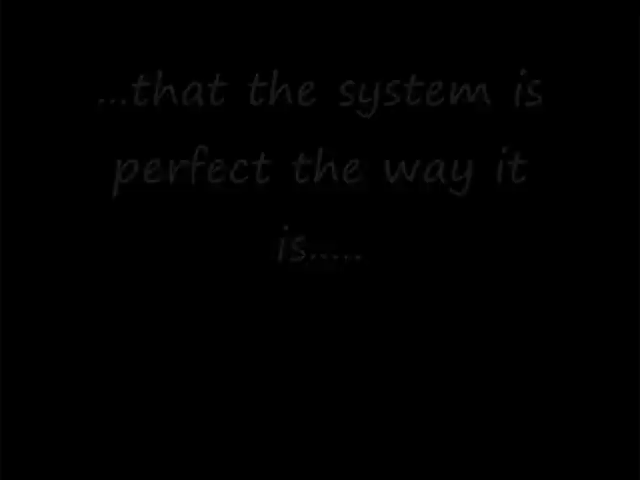 ...that the system is
perfect the way it
is.....